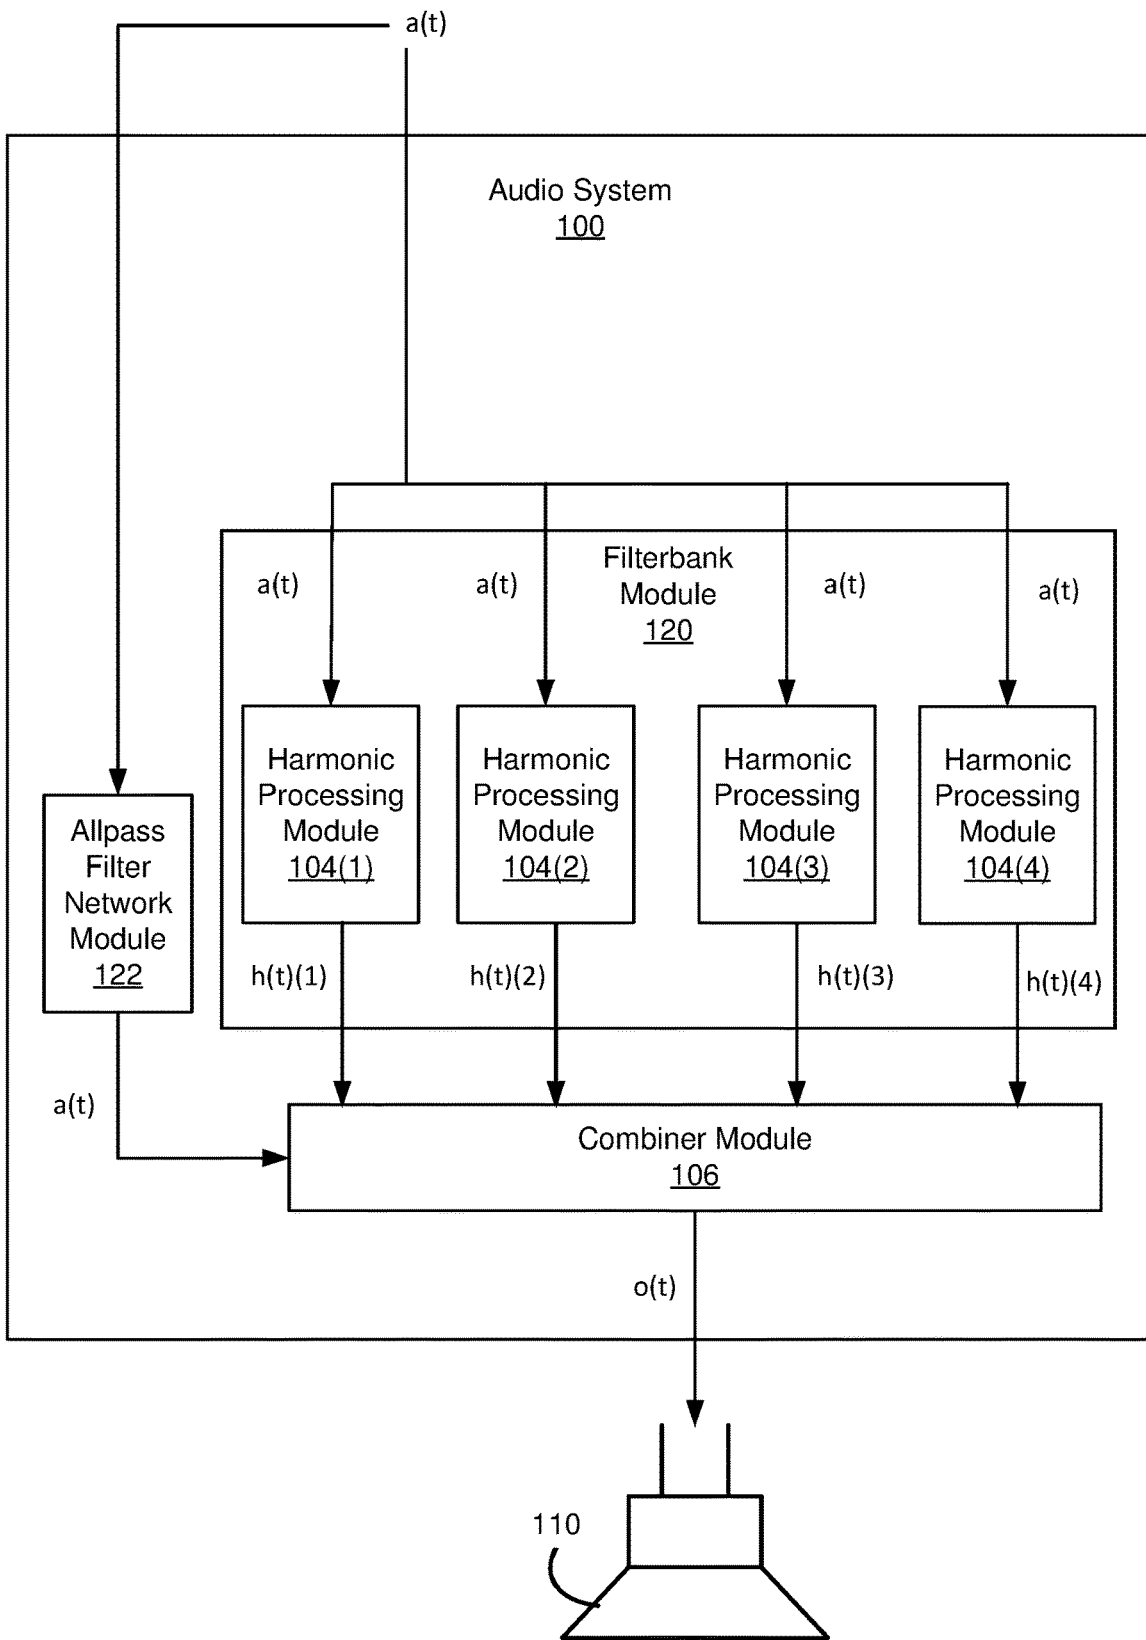 a(t)
Audio System
100
Filterbank
Module
120
a(t)
a(t)
a(t)
a(t)
Harmonic
Processing
Module
104(1)
Harmonic
Processing
Module
104(2)
Harmonic
Processing
Module
104(3)
Harmonic
Processing
Module
104(4)
Allpass
Filter
Network
Module
122
h(t)(1)
h(t)(2)
h(t)(3)
h(t)(4)
a(t)
Combiner Module
106
o(t)
110